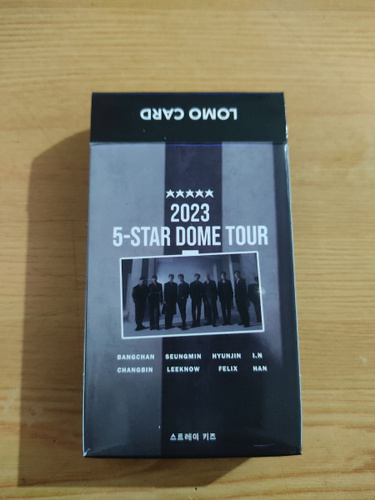 LOMO CARD
2023
5-STAR DOME TOUR
BANGCHAN SEUNGMIN HYUNJIN I.N
CHANGBIN LEEKNOW FELIX HAN
스트레이 키즈